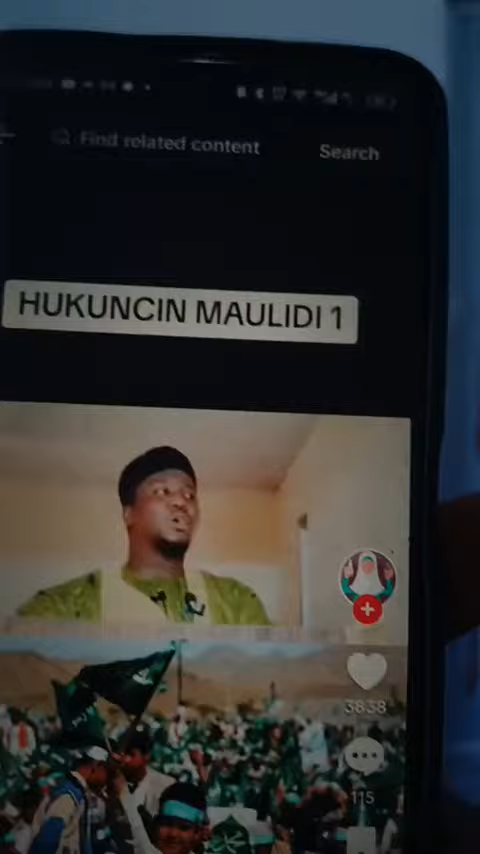 Find related content
Search
HUKUNCIN MAULIDI 1
3838
115